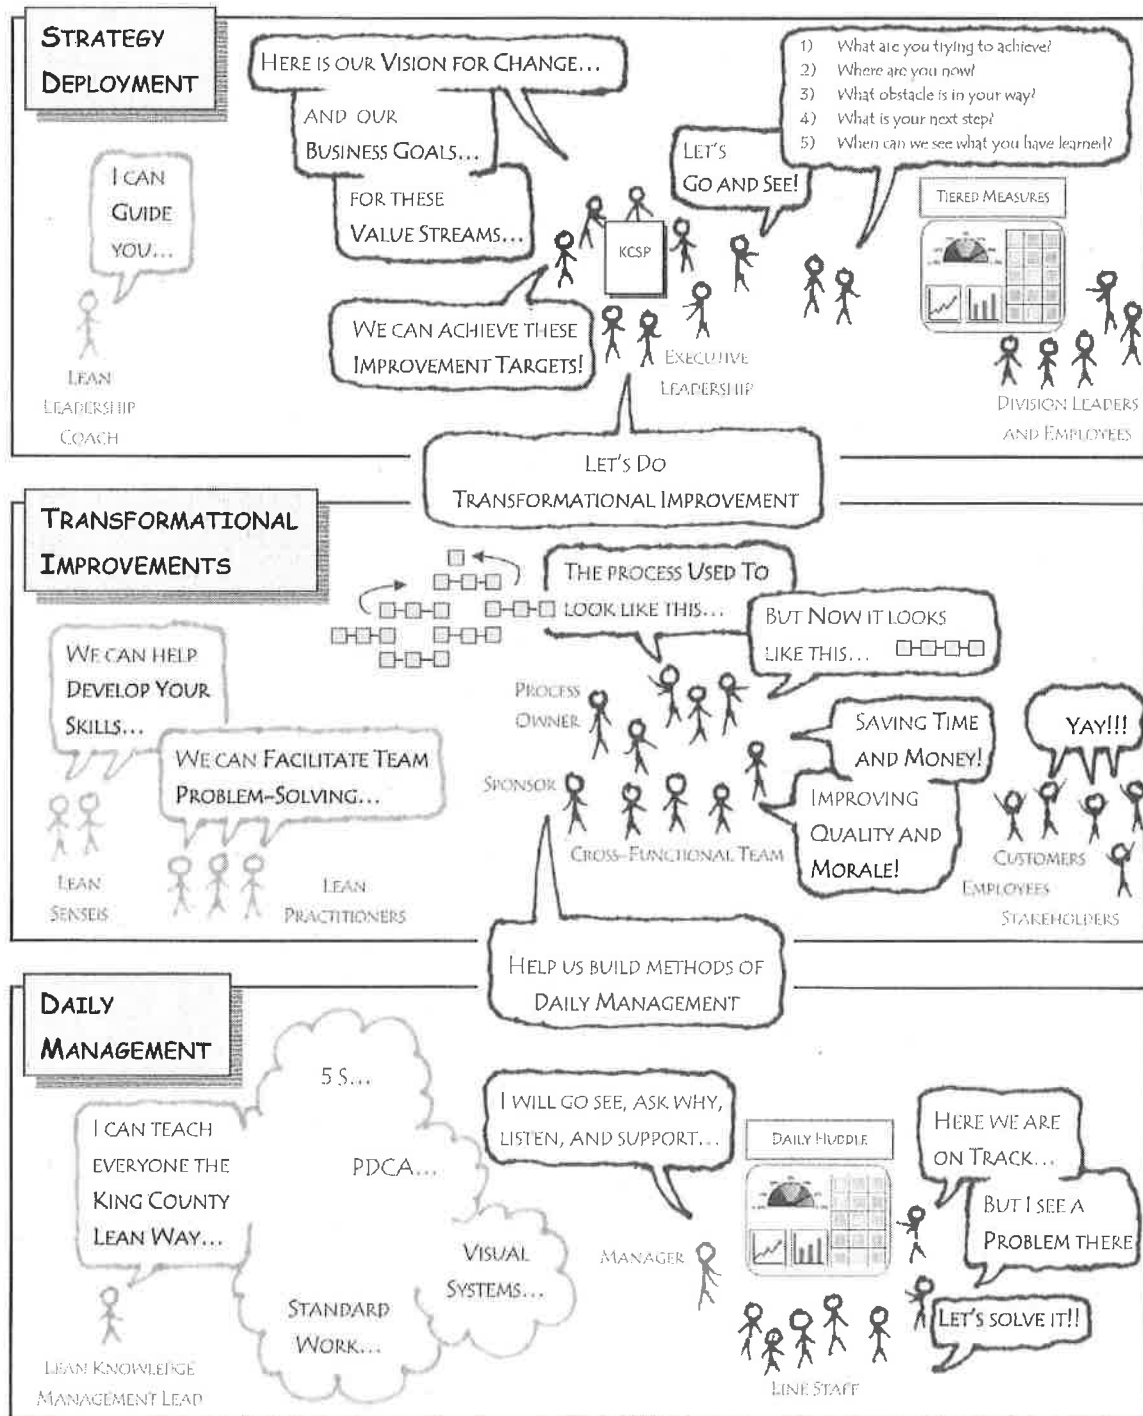 STRATEGY
DEPLOYMENT
HERE IS OUR VISION FOR CHANGE...
AND OUR
BUSINESS GOALS...
FOR THESE
VALUE STREAMS...
WE CAN ACHIEVE THESE
IMPROVEMENT TARGETS!
I CAN
GUIDE
YOU...
LEAN
LEADERSHIP
COACH
KCSP
EXECUTIVE
LEADERSHIP
LET'S
GO AND SEE!
1) What are you trying to achieve?
2) Where are you now?
3) What obstacle is in your way?
4) What is your next step?
5) When can we see what you have learned?
TIERED MEASURES
DIVISION LEADERS
AND EMPLOYEES
LET'S DO
TRANSFORMATIONAL IMPROVEMENT
TRANSFORMATIONAL
IMPROVEMENTS
THE PROCESS USED TO
LOOK LIKE THIS...
BUT NOW IT LOOKS
LIKE THIS...
WE CAN HELP
DEVELOP YOUR
SKILLS...
WE CAN FACILITATE TEAM
PROBLEM-SOLVING...
LEAN
SENSEIS
LEAN
PRACTITIONERS
PROCESS
OWNER
SPONSOR
CROSS-FUNCTIONAL TEAM
SAVING TIME
AND MONEY!
IMPROVING
QUALITY AND
MORALE!
YAY!!!
CUSTOMERS
EMPLOYEES
STAKEHOLDERS
HELP US BUILD METHODS OF
DAILY MANAGEMENT
DAILY
MANAGEMENT
I CAN TEACH
EVERYONE THE
KING COUNTY
LEAN WAY...
LEAN KNOWLEDGE
MANAGEMENT LEAD
5 S...
PDCA...
VISUAL
SYSTEMS...
STANDARD
WORK...
I WILL GO SEE, ASK WHY,
LISTEN, AND SUPPORT...
MANAGER
DAILY HUDDLE
LINE STAFF
HERE WE ARE
ON TRACK...
BUT I SEE A
PROBLEM THERE
LET'S SOLVE IT!!